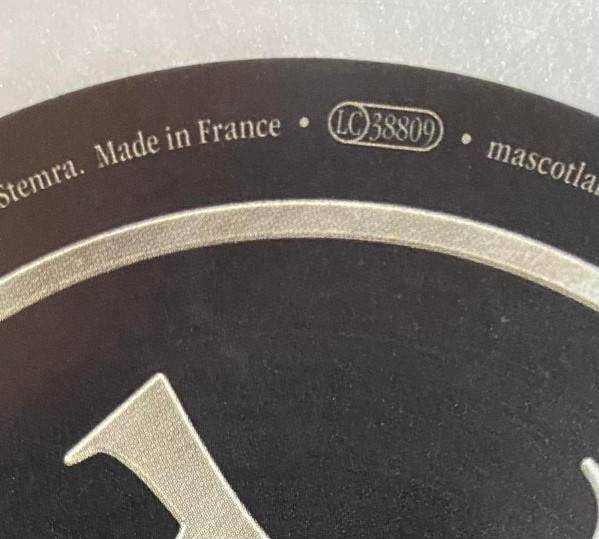 Stemra. Made in France • LC 38809 • mascotla